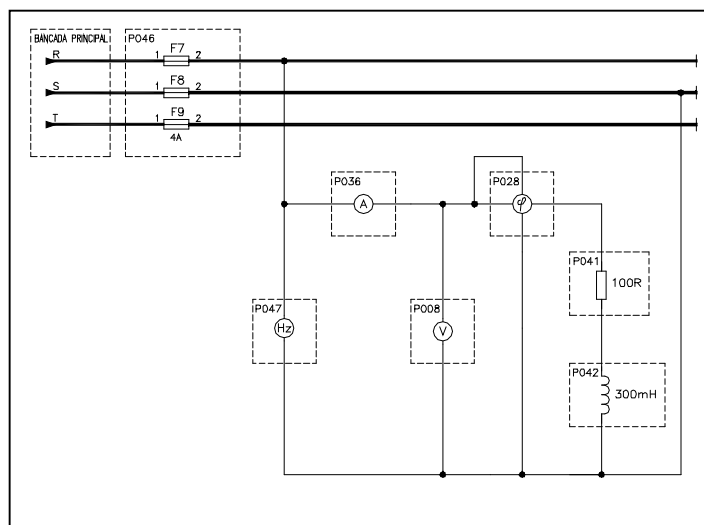 BANCADA PRINCIPAL
P046
R
1
F7
2
S
1
F8
2
T
1
F9
2
4A
P036
A
P028
φ
P041
100R
P047
Hz
P008
V
P042
300mH